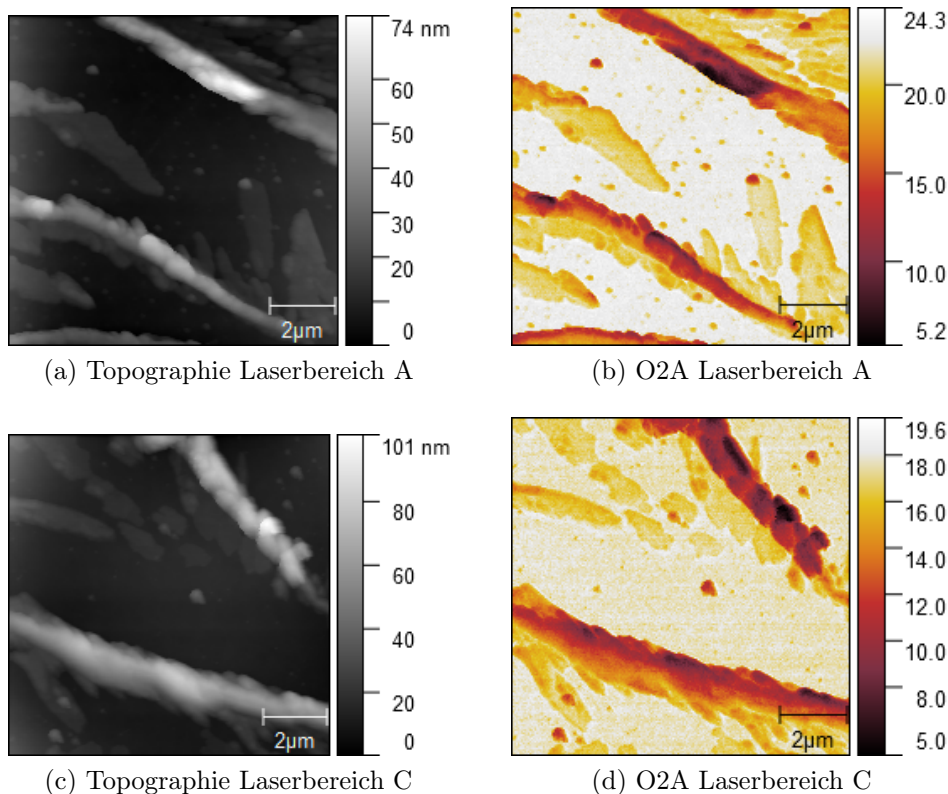 74 nm
60
50
40
30
20
0
2µm
(a) Topographie Laserbereich A
24.3
20.0
15.0
10.0
5.2
2µm
(b) O2A Laserbereich A
101 nm
80
60
40
20
0
2µm
(c) Topographie Laserbereich C
19.6
18.0
16.0
14.0
12.0
10.0
8.0
5.0
2µm
(d) O2A Laserbereich C